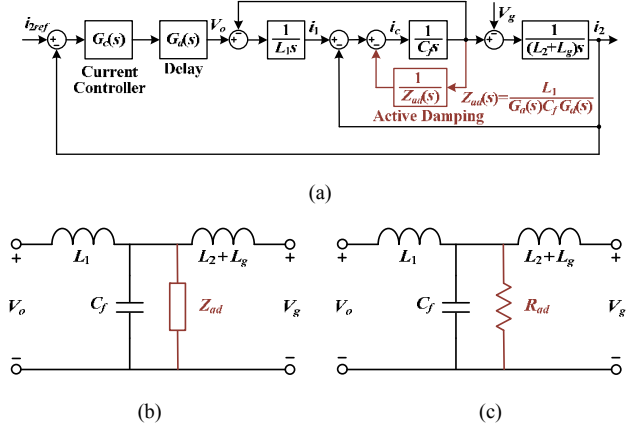 i2ref
+
−
Gc(s)
Current
Controller
Gd(s)
Delay
Vo
+
−
1
L1s
i1
+
−
+
−
ic
1
Cfs
Vg
+
−
1
(L2+Lg)s
i2
1
Zad(s)
Active Damping
Zad(s)=
L1
Ga(s)Cf Gd(s)
(a)
+
L1
L2+Lg
+
Vo
Cf
Zad
Vg
−
−
(b)
+
L1
L2+Lg
+
Vo
Cf
Rad
Vg
−
−
(c)